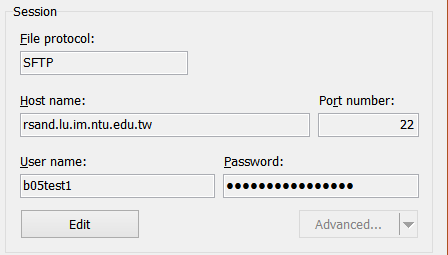 Session
File protocol:
SFTP
Host name:
Port number:
rsand.lu.im.ntu.edu.tw
22
User name:
Password:
b05test1
••••••••••••••••
Edit
Advanced...